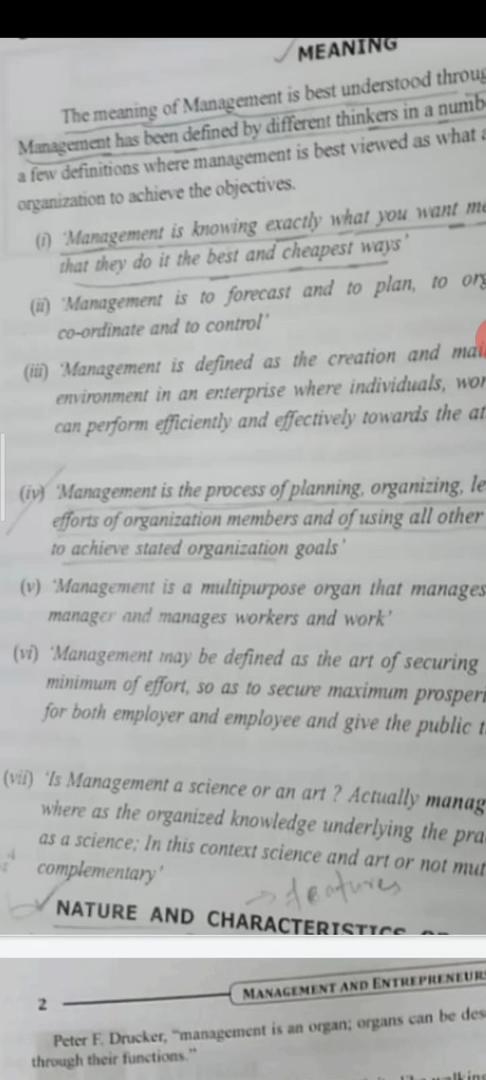 MEANING
The meaning of Management is best understood throug
Management has been defined by different thinkers in a numb
a few definitions where management is best viewed as what a
organization to achieve the objectives.
(i) 'Management is knowing exactly what you want me
that they do it the best and cheapest ways'
(ii) 'Management is to forecast and to plan, to org
co-ordinate and to control'
(iii) 'Management is defined as the creation and mai
environment in an enterprise where individuals, wor
can perform efficiently and effectively towards the at
(iv) 'Management is the process of planning, organizing, le
efforts of organization members and of using all other
to achieve stated organization goals'
(v) 'Management is a multipurpose organ that manages
manager and manages workers and work'
(vi) 'Management may be defined as the art of securing
minimum of effort, so as to secure maximum prosperi
for both employer and employee and give the public t
(vii) 'Is Management a science or an art ? Actually manag
where as the organized knowledge underlying the pra
as a science; In this context science and art or not mut
complementary'
→ features
NATURE AND CHARACTERISTICS
2 MANAGEMENT AND ENTREPRENEUR
Peter F. Drucker, "management is an organ; organs can be des
through their functions."